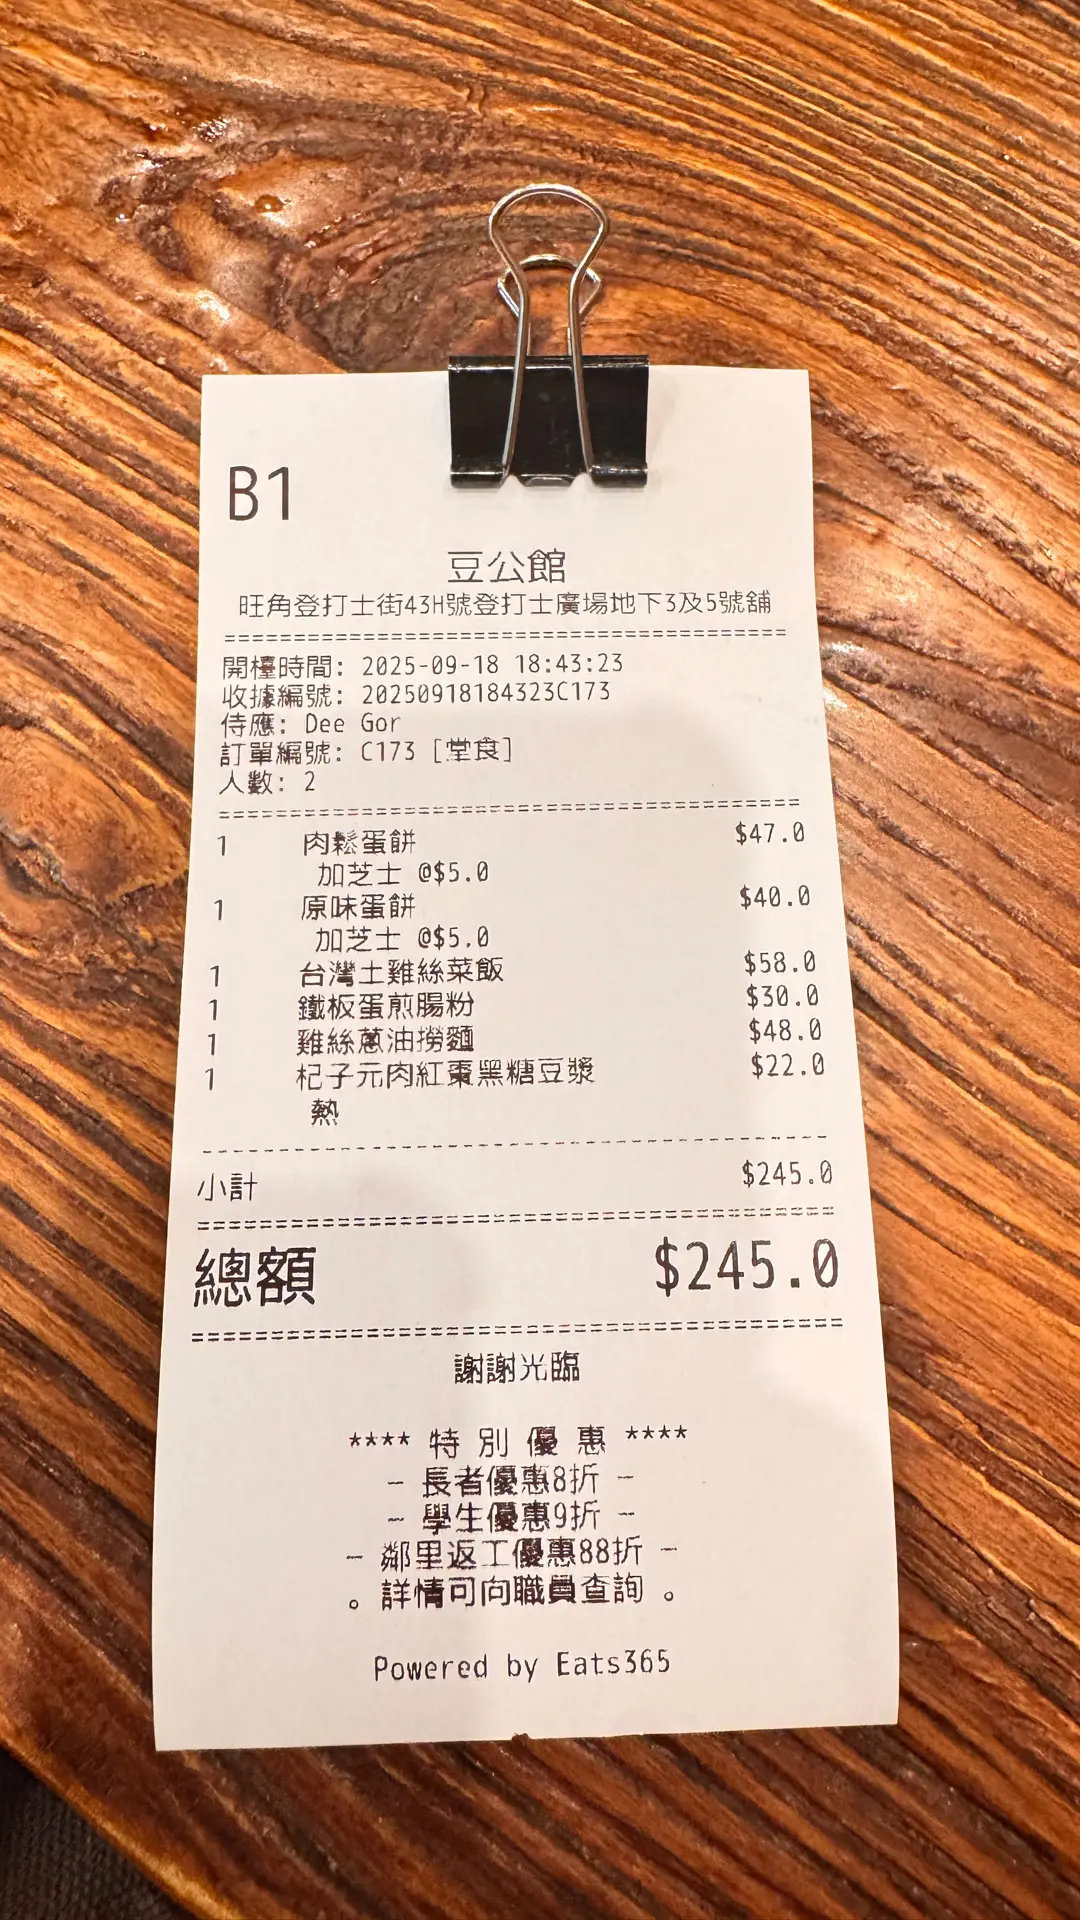 B1
豆公館
旺角登打士街43H號登打士廣場地下3及5號舖
開檯時間: 2025-09-18 18:43:23
收據編號: 20250918184323C173
侍應: Dee Gor
訂單編號: C173 [堂食]
人數: 2
1 肉鬆蛋餅 $47.0
加芝士 @$5.0
1 原味蛋餅 $40.0
加芝士 @$5.0
1 台灣土雞絲菜飯 $58.0
1 鐵板蛋煎腸粉 $30.0
1 雞絲蔥油撈麵 $48.0
1 杞子元肉紅棗黑糖豆漿 $22.0
熱
小計 $245.0
總額 $245.0
謝謝光臨
**** 特 別 優 惠 ****
- 長者優惠8折 -
- 學生優惠9折 -
- 鄰里返工優惠88折 -
。詳情可向職員查詢 。
Powered by Eats365